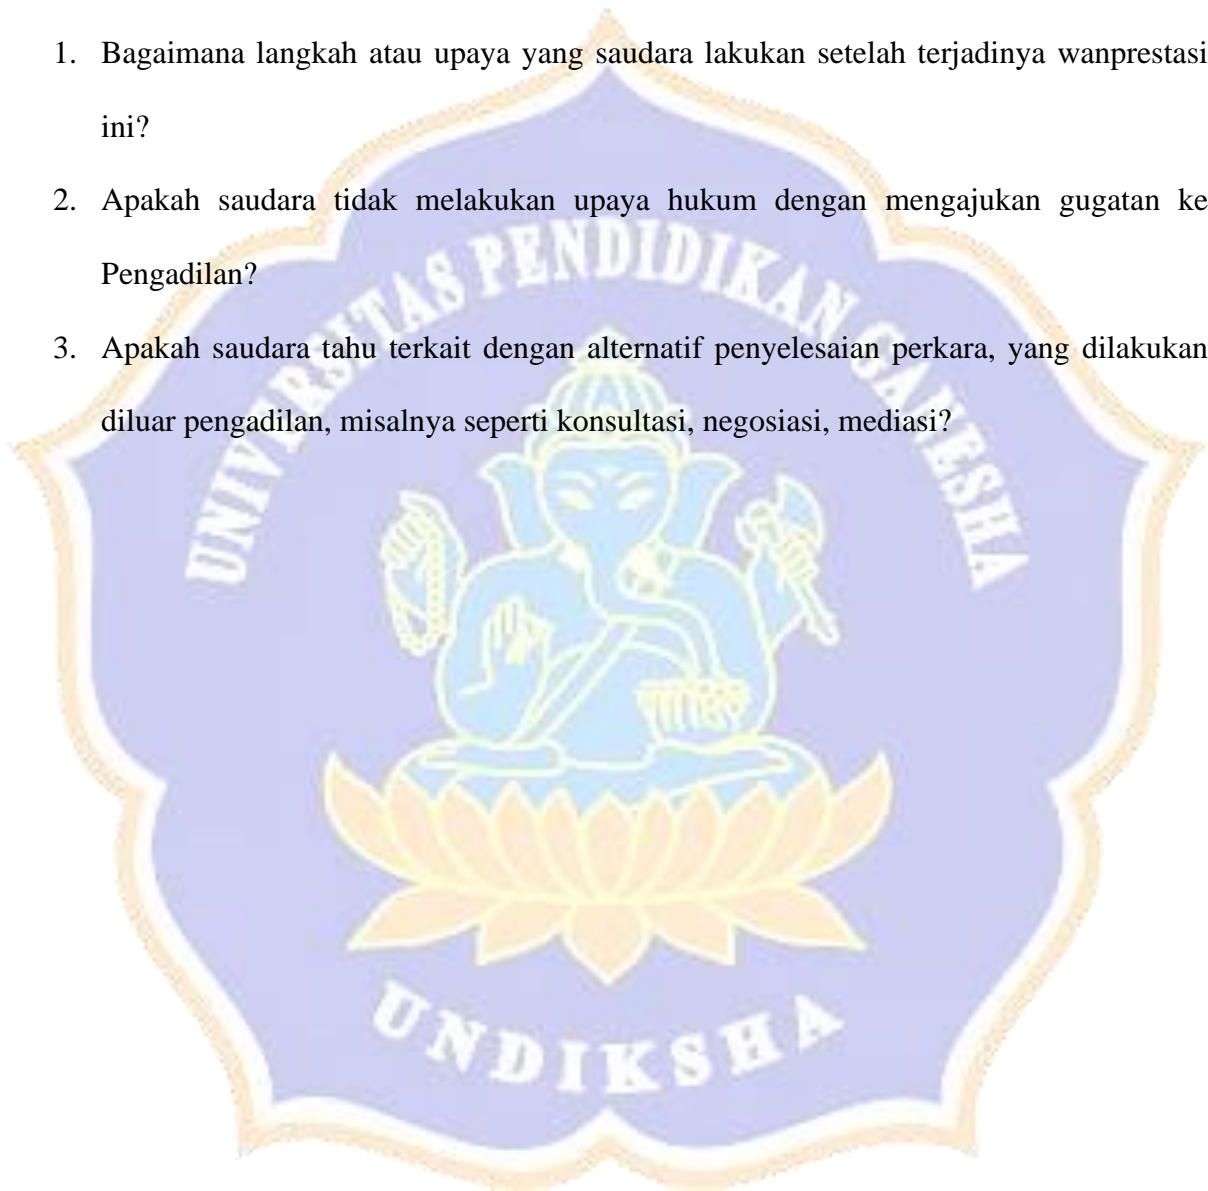 1. Bagaimana langkah atau upaya yang saudara lakukan setelah terjadinya wanprestasi
ini?
2. Apakah saudara tidak melakukan upaya hukum dengan mengajukan gugatan ke
Pengadilan?
3. Apakah saudara tahu terkait dengan alternatif penyelesaian perkara, yang dilakukan
diluar pengadilan, misalnya seperti konsultasi, negosiasi, mediasi?
UNIVERSITAS PENDIDIKAN GANESHA
UNDIKSHA